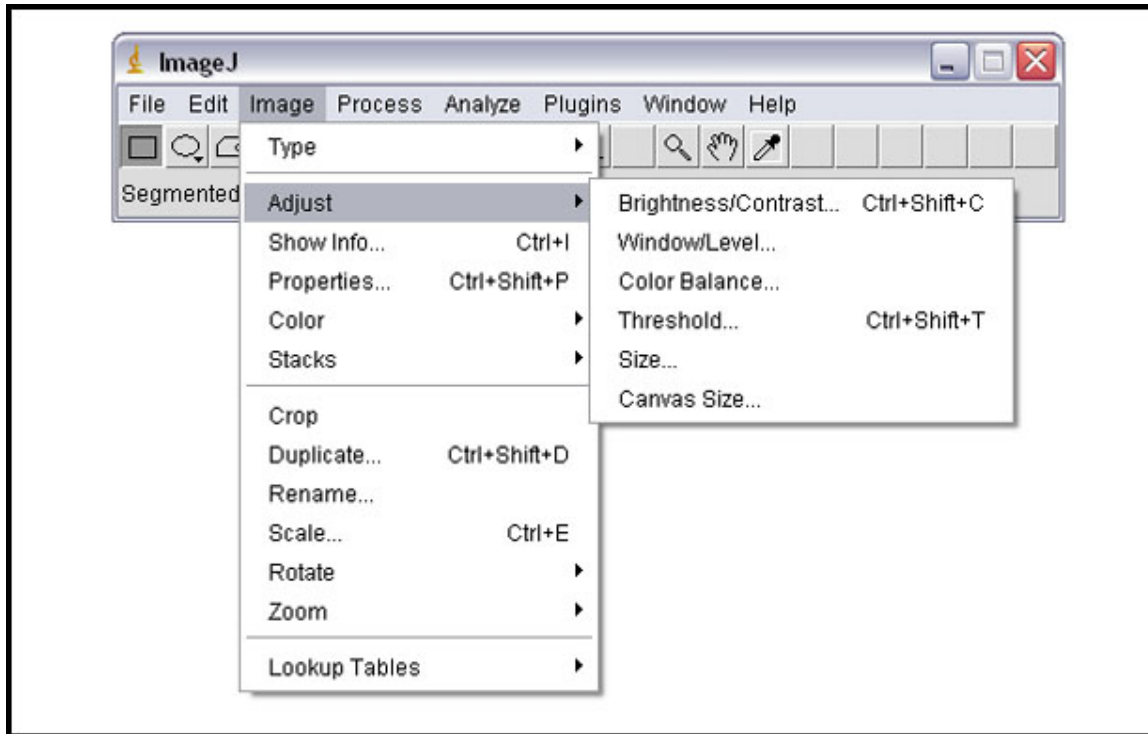 ImageJ
File Edit Image Process Analyze Plugins Window Help
Segmented
Type
Adjust
Show Info... Ctrl+I
Properties... Ctrl+Shift+P
Color
Stacks
Crop
Duplicate... Ctrl+Shift+D
Rename...
Scale... Ctrl+E
Rotate
Zoom
Lookup Tables
Brightness/Contrast... Ctrl+Shift+C
Window/Level...
Color Balance...
Threshold... Ctrl+Shift+T
Size...
Canvas Size...